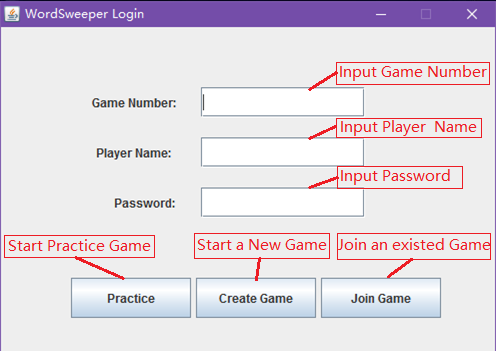 WordSweeper Login
Input Game Number
Game Number:
Input Player Name
Player Name:
Input Password
Password:
Start Practice Game
Start a New Game
Join an existed Game
Practice
Create Game
Join Game